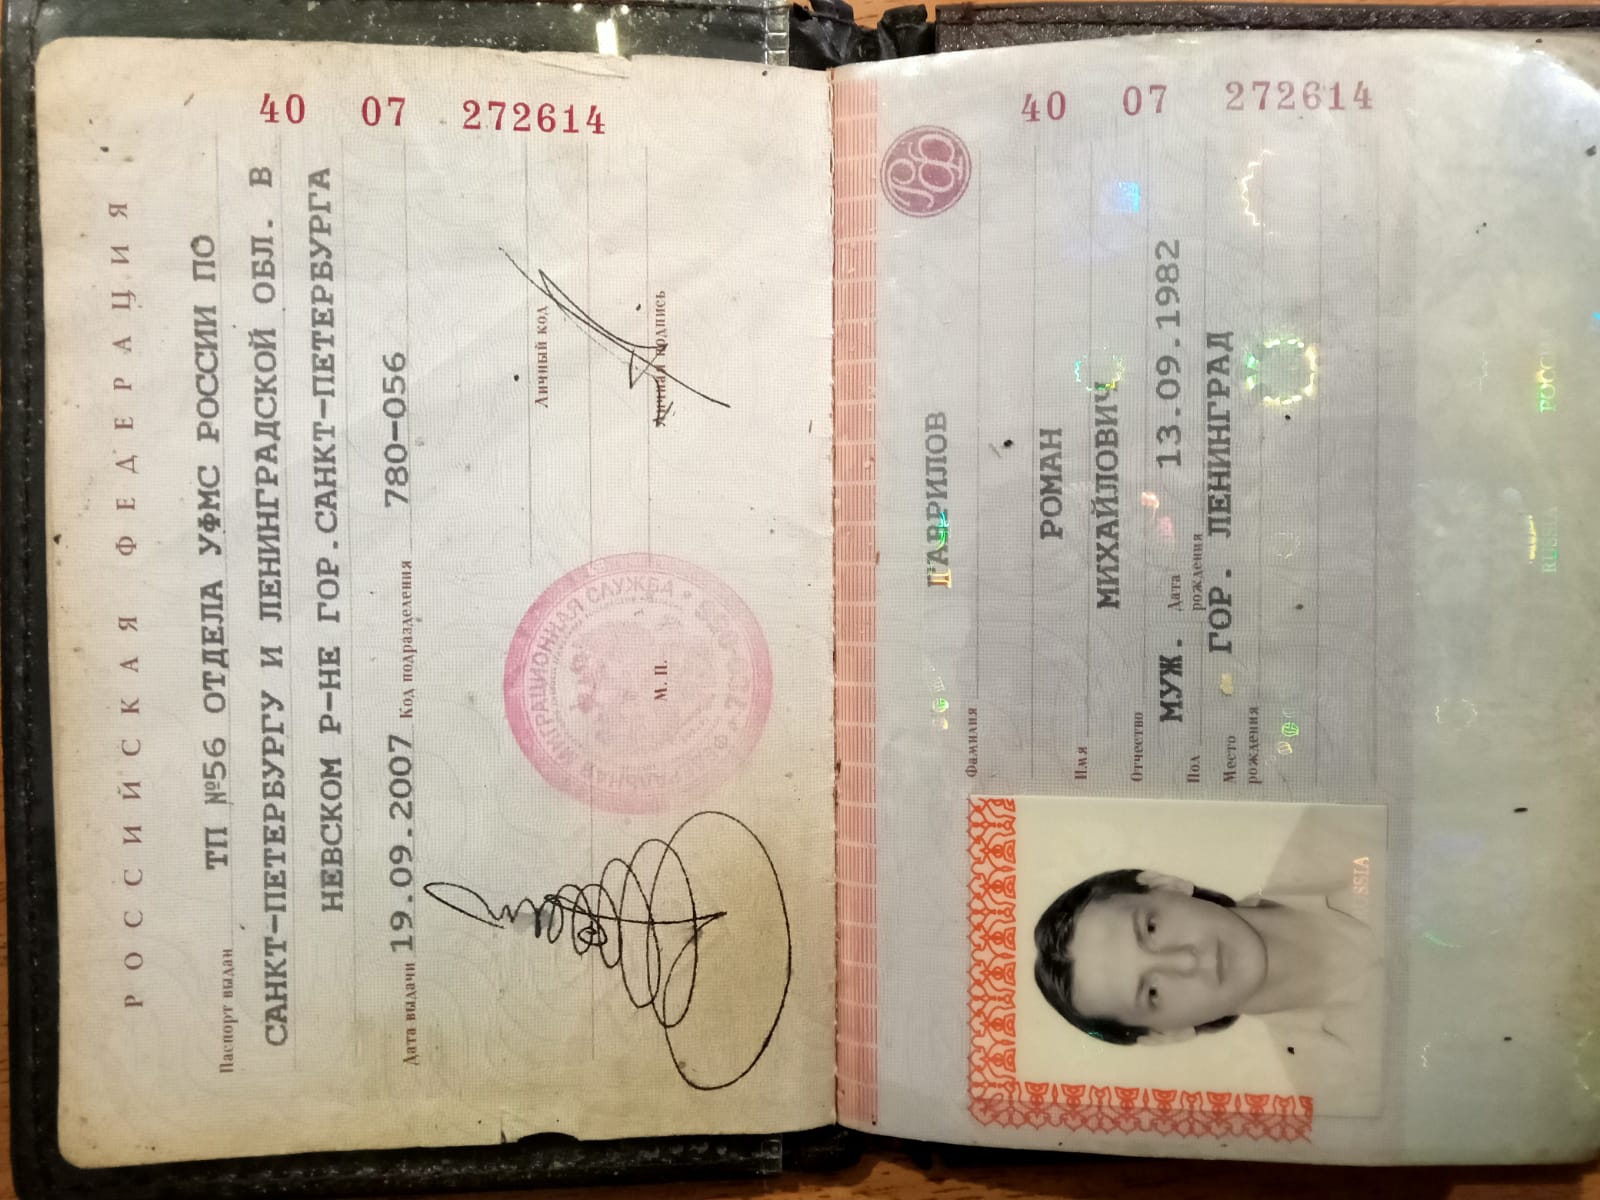 РОССИЙСКАЯ ФЕДЕРАЦИЯ
Паспорт выдан ТП №56 ОТДЕЛА УФМС РОССИИ ПО
САНКТ-ПЕТЕРБУРГУ И ЛЕНИНГРАДСКОЙ ОБЛ. В
НЕВСКОМ Р-НЕ ГОР.САНКТ-ПЕТЕРБУРГА
Дата выдачи 19.09.2007 Код подразделения 780-056
Личный код
Личная подпись
М. П.
МИГРАЦИОННАЯ СЛУЖБА
40 07 272614
ГАВРИЛОВ
Фамилия
РОМАН
Имя
МИХАЙЛОВИЧ
Отчество
Пол МУЖ. Дата рождения 13.09.1982
Место рождения ГОР. ЛЕНИНГРАД
40 07 272614
РФ
RUSSIA